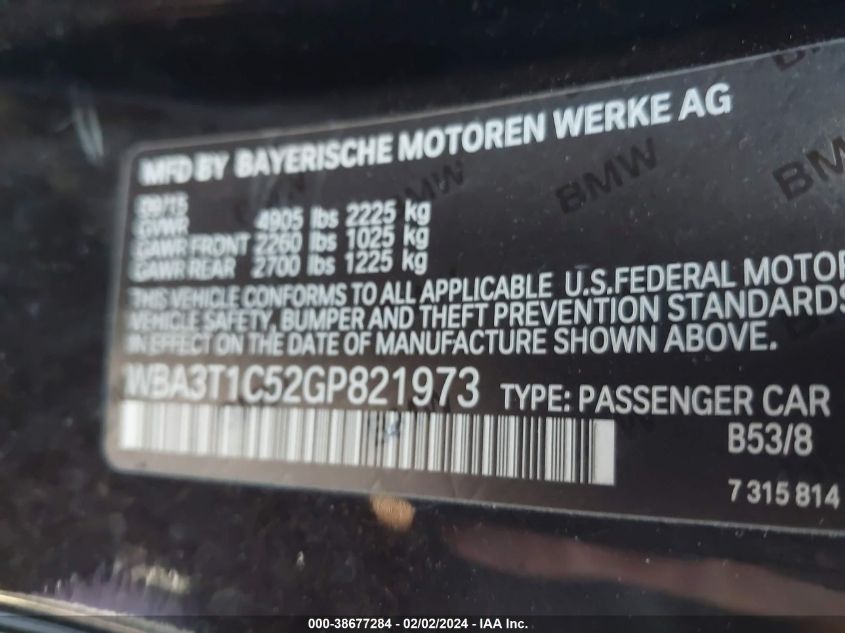 MFD BY BAYERISCHE MOTOREN WERKE AG
09/15
GVWR 4905 lbs 2225 kg
GAWR FRONT 2260 lbs 1025 kg
GAWR REAR 2700 lbs 1225 kg
THIS VEHICLE CONFORMS TO ALL APPLICABLE U.S.FEDERAL MOTOR
VEHICLE SAFETY, BUMPER AND THEFT PREVENTION STANDARDS
IN EFFECT ON THE DATE OF MANUFACTURE SHOWN ABOVE.
WBA3T1C52GP821973 TYPE: PASSENGER CAR
B53/8
7 315 814
BMW
BMW
BMW
000-38677284 - 02/02/2024 - IAA Inc.